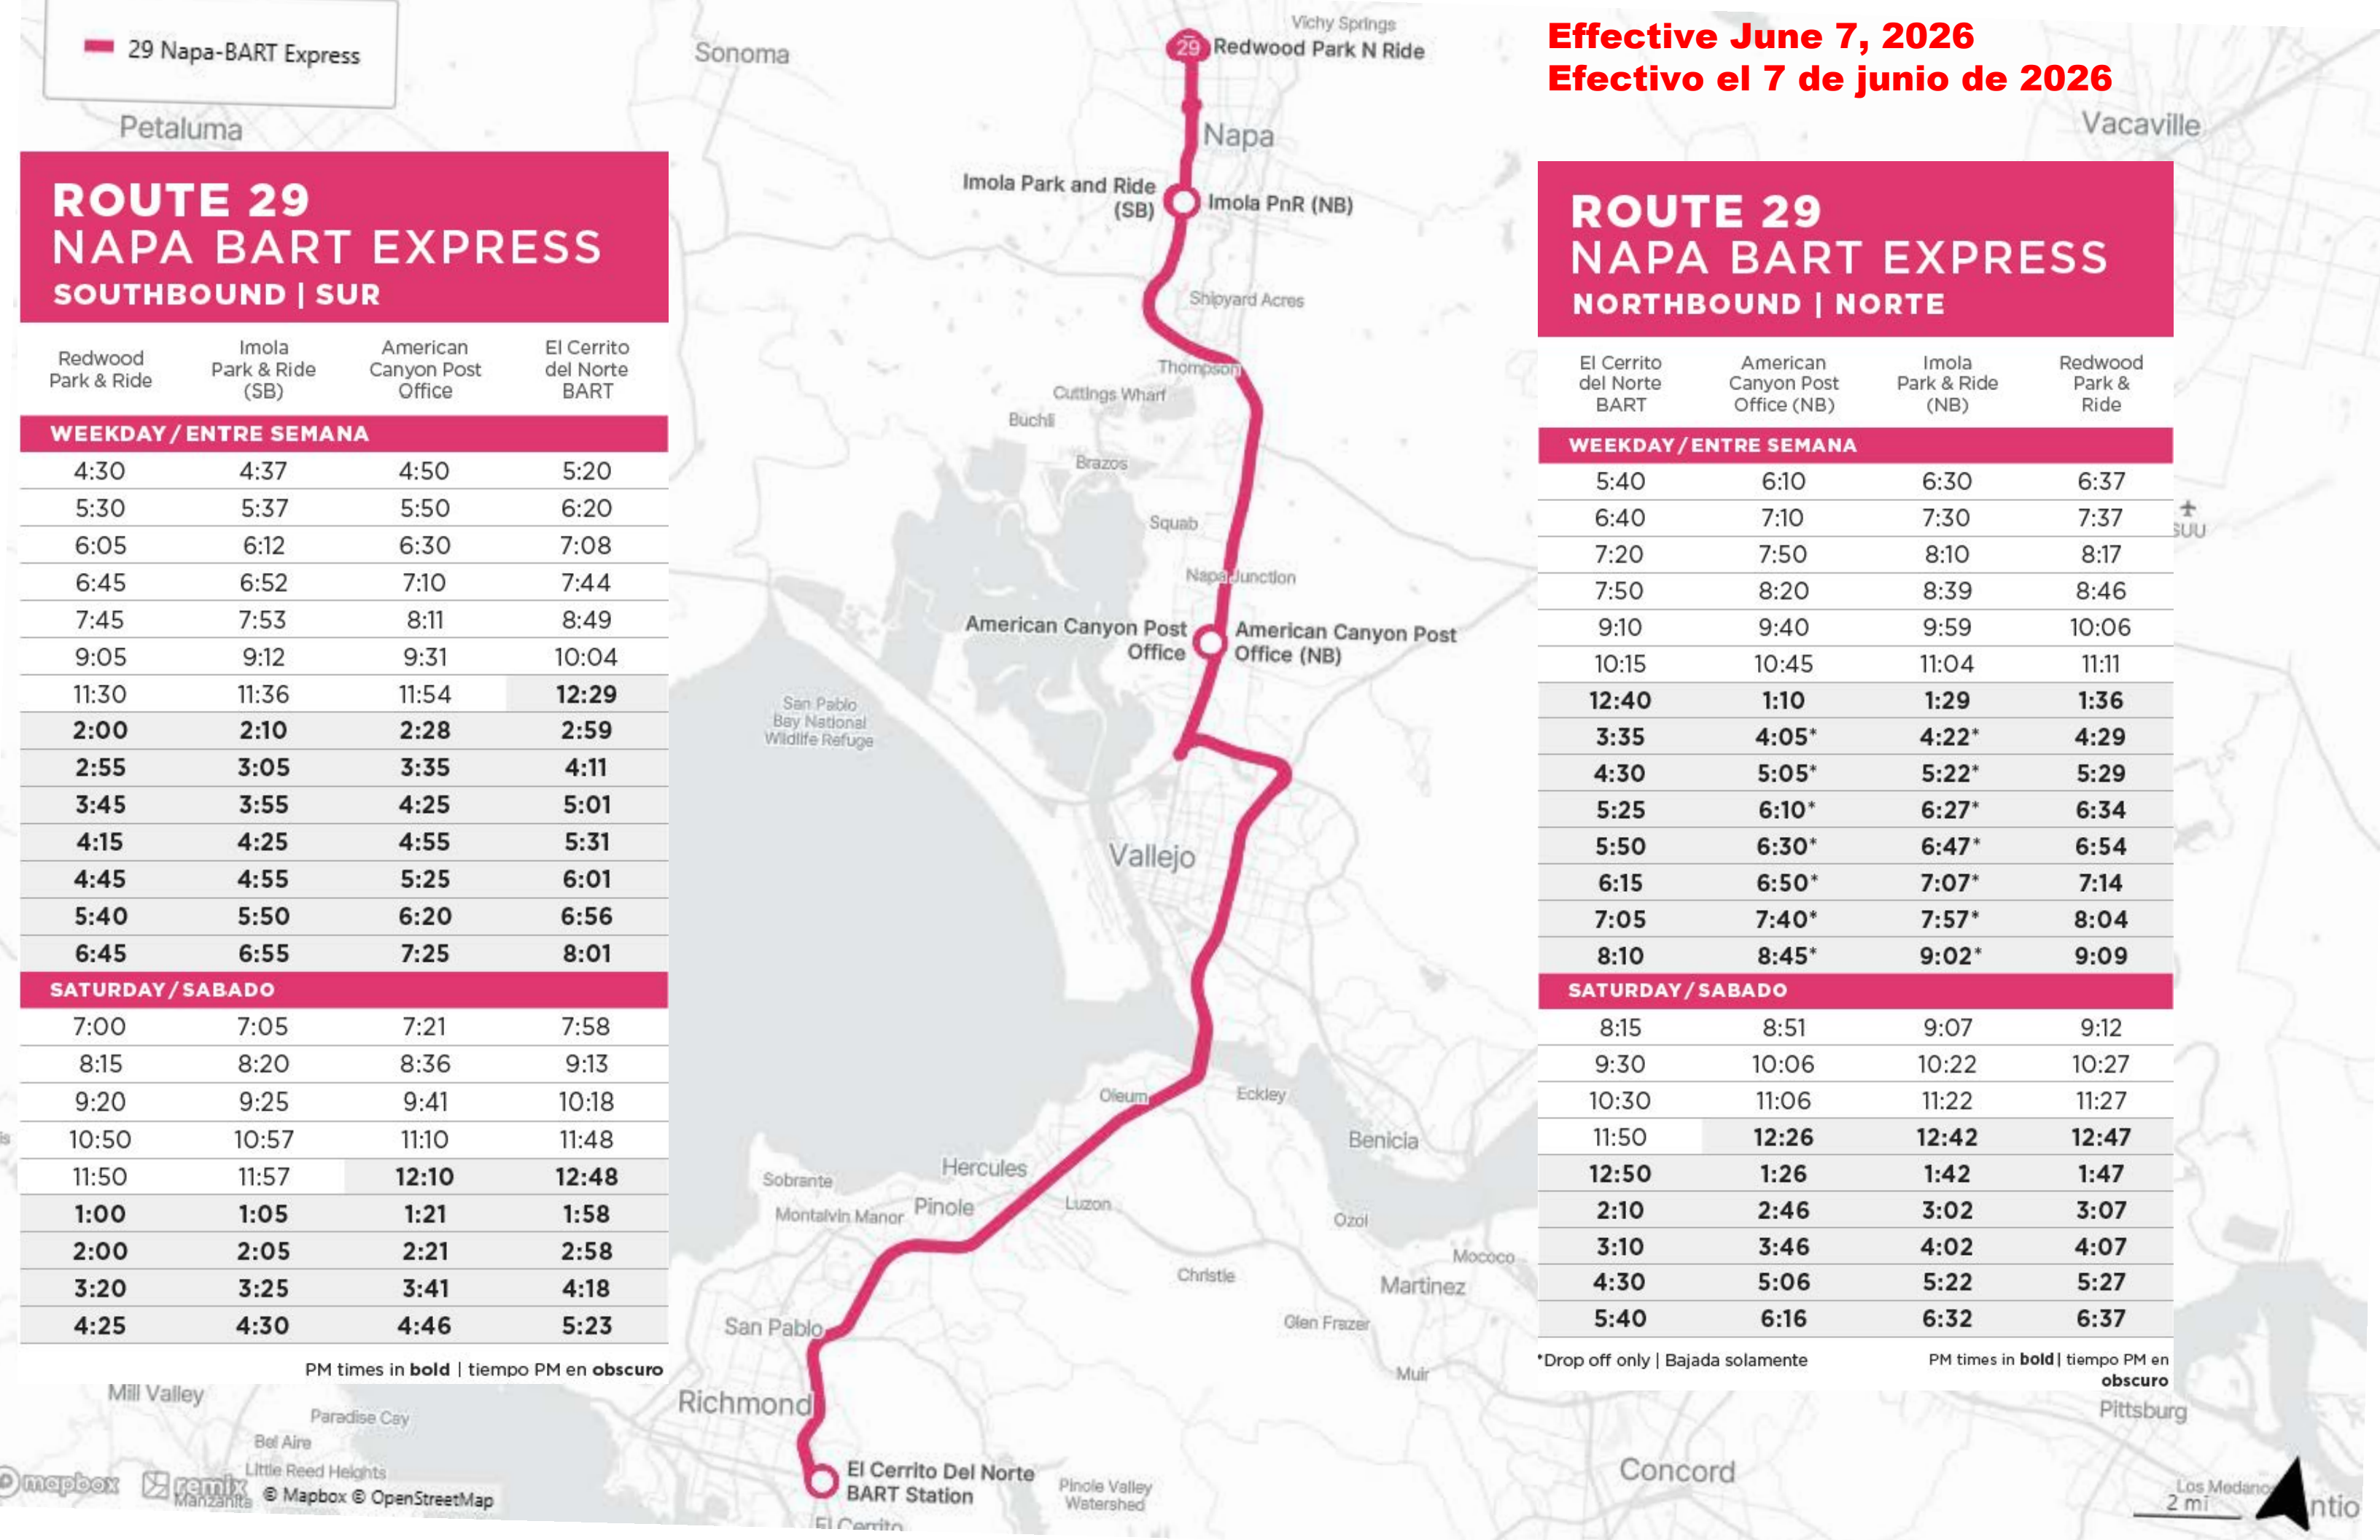 29 Napa-BART Express
Effective June 7, 2026
Efectivo el 7 de junio de 2026
ROUTE 29
NAPA BART EXPRESS
SOUTHBOUND | SUR
Redwood Park & Ride | Imola Park & Ride (SB) | American Canyon Post Office | El Cerrito del Norte BART
WEEKDAY / ENTRE SEMANA
4:30 4:37 4:50 5:20
5:30 5:37 5:50 6:20
6:05 6:12 6:30 7:08
6:45 6:52 7:10 7:44
7:45 7:53 8:11 8:49
9:05 9:12 9:31 10:04
11:30 11:36 11:54 12:29
2:00 2:10 2:28 2:59
2:55 3:05 3:35 4:11
3:45 3:55 4:25 5:01
4:15 4:25 4:55 5:31
4:45 4:55 5:25 6:01
5:40 5:50 6:20 6:56
6:45 6:55 7:25 8:01
SATURDAY / SABADO
7:00 7:05 7:21 7:58
8:15 8:20 8:36 9:13
9:20 9:25 9:41 10:18
10:50 10:57 11:10 11:48
11:50 11:57 12:10 12:48
1:00 1:05 1:21 1:58
2:00 2:05 2:21 2:58
3:20 3:25 3:41 4:18
4:25 4:30 4:46 5:23
PM times in bold | tiempo PM en obscuro
ROUTE 29
NAPA BART EXPRESS
NORTHBOUND | NORTE
El Cerrito del Norte BART | American Canyon Post Office (NB) | Imola Park & Ride (NB) | Redwood Park & Ride
WEEKDAY / ENTRE SEMANA
5:40 6:10 6:30 6:37
6:40 7:10 7:30 7:37
7:20 7:50 8:10 8:17
7:50 8:20 8:39 8:46
9:10 9:40 9:59 10:06
10:15 10:45 11:04 11:11
12:40 1:10 1:29 1:36
3:35 4:05* 4:22* 4:29
4:30 5:05* 5:22* 5:29
5:25 6:10* 6:27* 6:34
5:50 6:30* 6:47* 6:54
6:15 6:50* 7:07* 7:14
7:05 7:40* 7:57* 8:04
8:10 8:45* 9:02* 9:09
SATURDAY / SABADO
8:15 8:51 9:07 9:12
9:30 10:06 10:22 10:27
10:30 11:06 11:22 11:27
11:50 12:26 12:42 12:47
12:50 1:26 1:42 1:47
2:10 2:46 3:02 3:07
3:10 3:46 4:02 4:07
4:30 5:06 5:22 5:27
5:40 6:16 6:32 6:37
*Drop off only | Bajada solamente
PM times in bold | tiempo PM en
obscuro
Vichy Springs
29 Redwood Park N Ride
Sonoma
Petaluma
Vacaville
Napa
Imola Park and Ride
(SB)
Imola PnR (NB)
Shipyard Acres
Thompson
Cuttings Wharf
Buchli
Brazos
Squab
SUU
Napa Junction
American Canyon Post
Office
American Canyon Post
Office (NB)
San Pablo
Bay National
Wildlife Refuge
Vallejo
Oleum
Eckley
Benicia
Hercules
Sobrante
Pinole
Montalvin Manor
Luzon
Ozol
Mococo
Christie
Martinez
San Pablo
Glen Frazer
Muir
Mill Valley
Richmond
Paradise Cay
Pittsburg
Bel Aire
Little Reed Heights
El Cerrito Del Norte
BART Station
Pinole Valley
Watershed
Concord
Los Medano
mapbox
remix
Manzanita
© Mapbox © OpenStreetMap
2 mi
ntio
El Cerrito